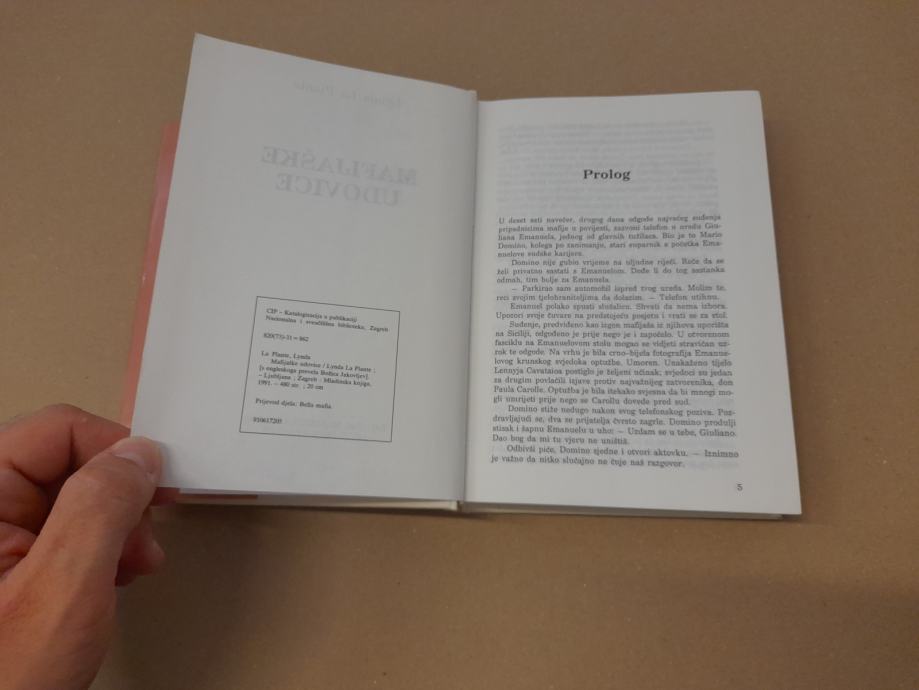 Lynda La Plante
MAFIJAŠKE
UDOVICE
CIP – Katalogizacija u publikaciji
Nacionalna i sveučilišna biblioteka, Zagreb
820(73)-31 = 862
La Plante, Lynda
Mafijaške udovice / Lynda La Plante ;
[s engleskoga prevela Božica Jakovljev].
– Ljubljana ; Zagreb : Mladinska knjiga,
1991. – 480 str. ; 20 cm
Prijevod djela: Bella mafia.
910617205
Prolog
U deset sati navečer, drugog dana odgođe najvećeg suđenja
pripadnicima mafije u povijesti, zazvoni telefon u uredu Giu-
liana Emanuela, jednog od glavnih tužilaca. Bio je to Mario
Domino, kolega po zanimanju, stari suparnik s početka Ema-
nuelove sudske karijere.
Domino nije gubio vrijeme na uljudne riječi. Reče da se
želi privatno sastati s Emanuelom. Dođe li do tog sastanka
odmah, tim bolje za Emanuela.
— Parkirao sam automobil ispred tvog ureda. Molim te,
reci svojim tjelohraniteljima da dolazim. — Telefon utihnu.
Emanuel polako spusti slušalicu. Shvati da nema izbora.
Upozori svoje čuvare na predstojeću posjetu i vrati se za stol.
Suđenje, predviđeno kao izgon mafijaša iz njihova uporišta
na Siciliji, odgođeno je prije nego je i započelo. U otvorenom
fasciklu na Emanuelovom stolu mogao se vidjeti stravičan uz-
rok te odgode. Na vrhu je bila crno-bijela fotografija Emanue-
lovog krunskog svjedoka optužbe. Umoren. Unakaženo tijelo
Lennyja Cavataioa postiglo je željeni učinak; svjedoci su jedan
za drugim povlačili izjave protiv najvažnijeg zatvorenika, don
Paula Carolle. Optužba je bila itekako svjesna da bi mnogi mo-
gli umrijeti prije nego se Carollu dovede pred sud.
Domino stiže nedugo nakon svog telefonskog poziva. Poz-
dravljajući se, dva se prijatelja čvrsto zagrle. Domino produlji
stisak i šapnu Emanuelu u uho: — Uzdam se u tebe, Giuliano.
Dao bog da mi tu vjeru ne uništiš.
Odbivši piće, Domino sjedne i otvori aktovku. — Iznimno
je važno da nitko slučajno ne čuje naš razgovor.
5